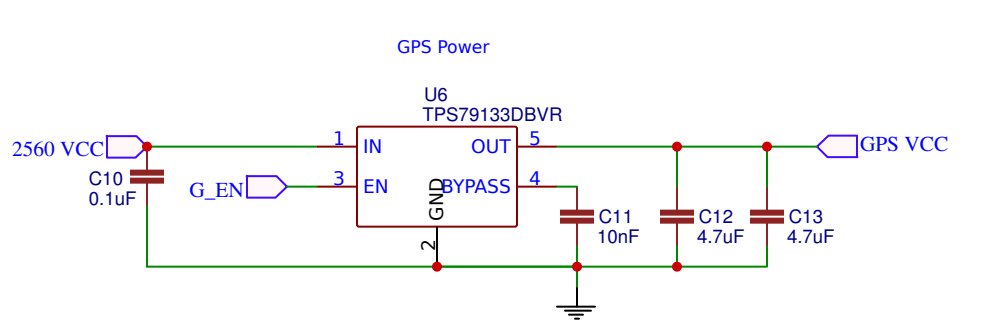 GPS Power
U6
TPS79133DBVR
2560 VCC
1
IN
OUT
5
GPS VCC
C10
0.1uF
G_EN
3
EN
GND
BYPASS
4
2
C11
10nF
C12
4.7uF
C13
4.7uF